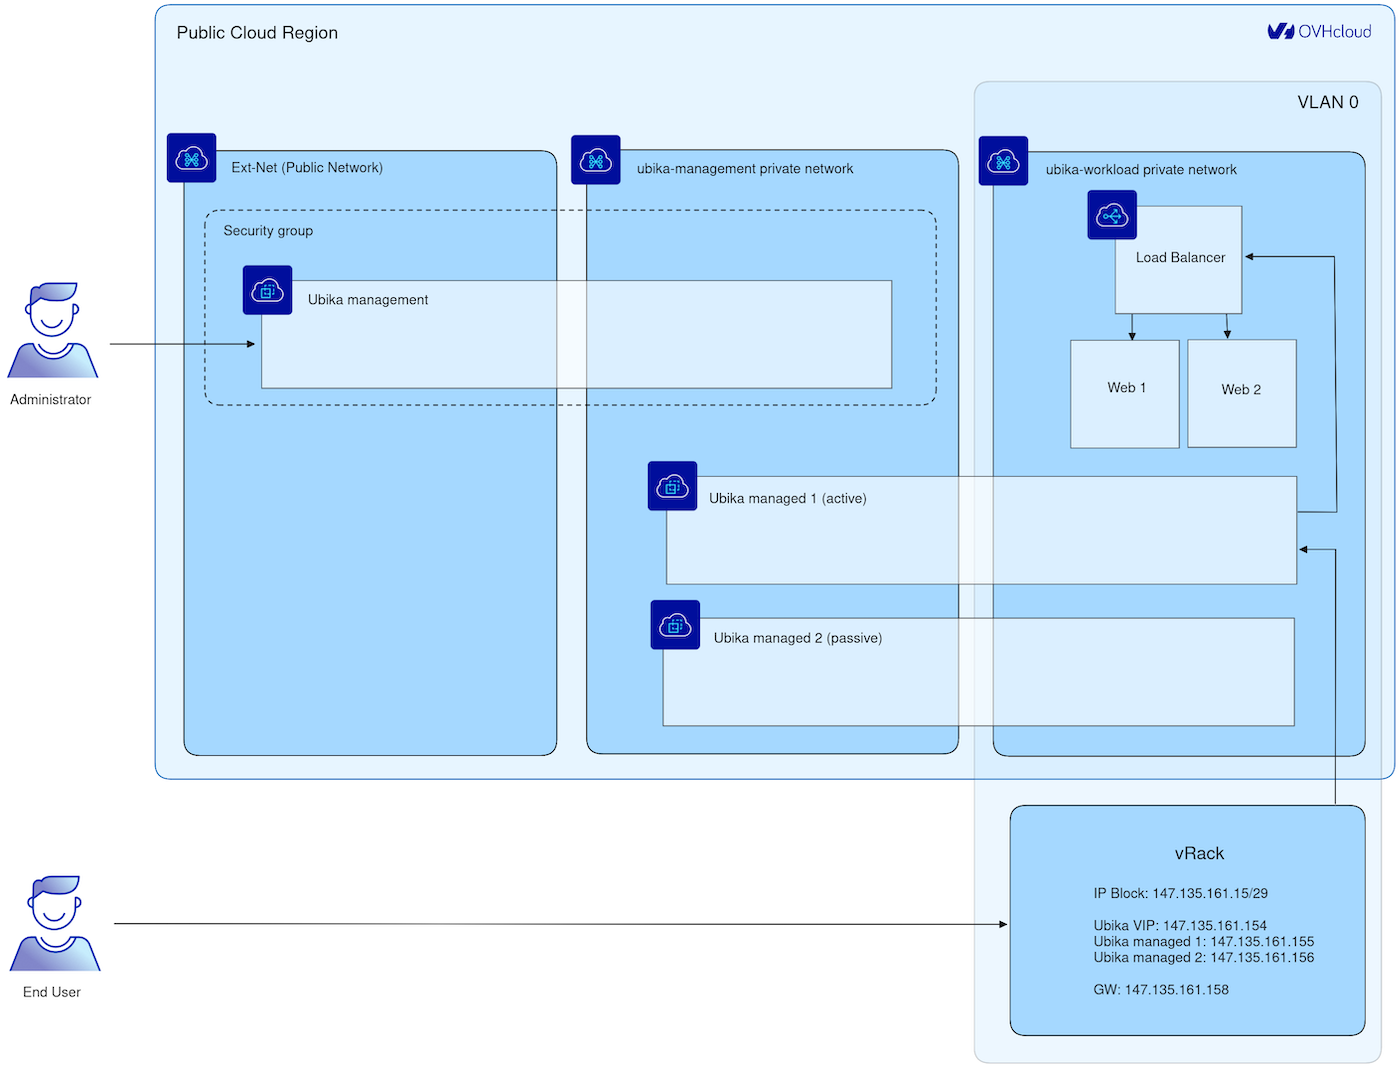 Public Cloud Region
OVHcloud
VLAN 0
Ext-Net (Public Network)
ubika-management private network
ubika-workload private network
Security group
Load Balancer
Ubika management
Administrator
Web 1
Web 2
Ubika managed 1 (active)
Ubika managed 2 (passive)
vRack
IP Block: 147.135.161.15/29
Ubika VIP: 147.135.161.154
Ubika managed 1: 147.135.161.155
Ubika managed 2: 147.135.161.156
GW: 147.135.161.158
End User